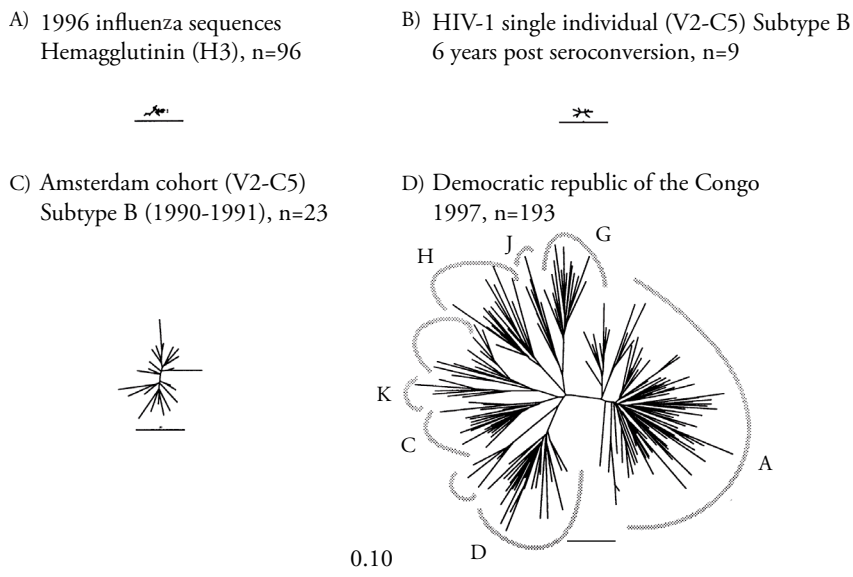 A) 1996 influenza sequences
Hemagglutinin (H3), n=96
B) HIV-1 single individual (V2-C5) Subtype B
6 years post seroconversion, n=9
C) Amsterdam cohort (V2-C5)
Subtype B (1990-1991), n=23
D) Democratic republic of the Congo
1997, n=193
G
J
H
K
C
A
D
0.10